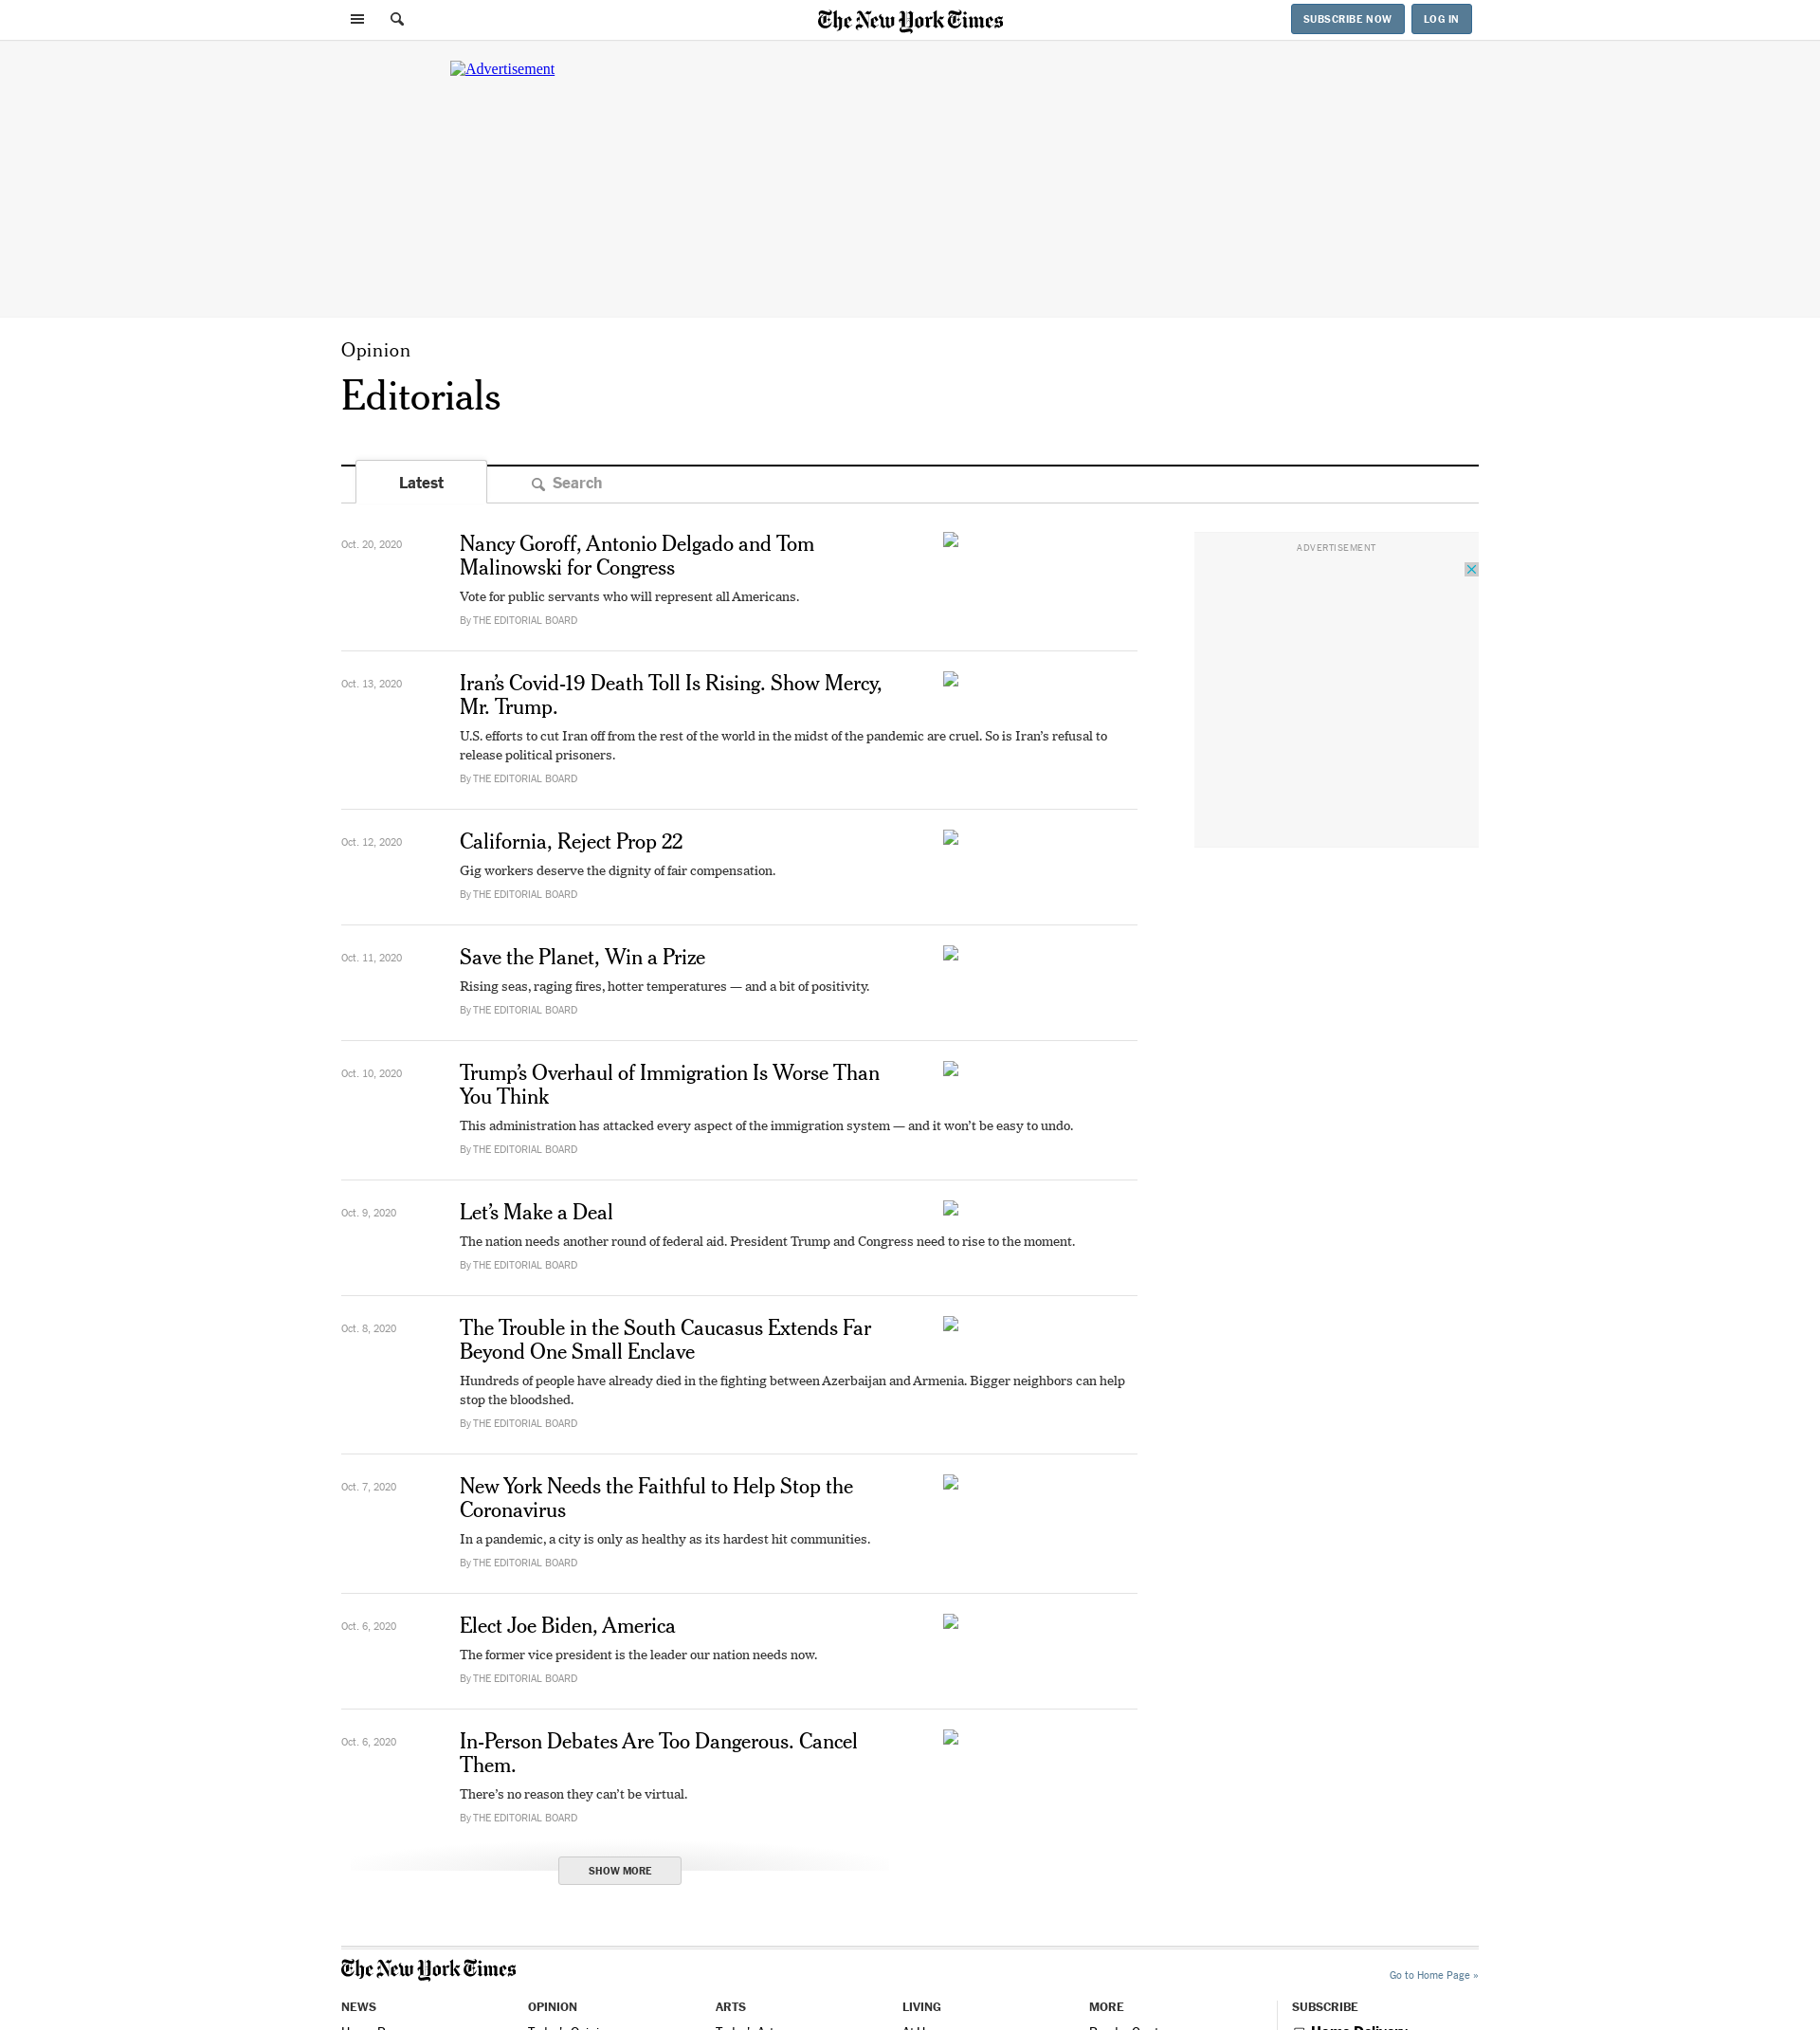 The New York Times
SUBSCRIBE NOW
LOG IN
Advertisement
Opinion
Editorials
Latest
Search
Oct. 20, 2020
Nancy Goroff, Antonio Delgado and Tom
Malinowski for Congress
Vote for public servants who will represent all Americans.
By THE EDITORIAL BOARD
ADVERTISEMENT
Oct. 13, 2020
Iran’s Covid-19 Death Toll Is Rising. Show Mercy,
Mr. Trump.
U.S. efforts to cut Iran off from the rest of the world in the midst of the pandemic are cruel. So is Iran’s refusal to
release political prisoners.
By THE EDITORIAL BOARD
Oct. 12, 2020
California, Reject Prop 22
Gig workers deserve the dignity of fair compensation.
By THE EDITORIAL BOARD
Oct. 11, 2020
Save the Planet, Win a Prize
Rising seas, raging fires, hotter temperatures — and a bit of positivity.
By THE EDITORIAL BOARD
Oct. 10, 2020
Trump’s Overhaul of Immigration Is Worse Than
You Think
This administration has attacked every aspect of the immigration system — and it won’t be easy to undo.
By THE EDITORIAL BOARD
Oct. 9, 2020
Let’s Make a Deal
The nation needs another round of federal aid. President Trump and Congress need to rise to the moment.
By THE EDITORIAL BOARD
Oct. 8, 2020
The Trouble in the South Caucasus Extends Far
Beyond One Small Enclave
Hundreds of people have already died in the fighting between Azerbaijan and Armenia. Bigger neighbors can help
stop the bloodshed.
By THE EDITORIAL BOARD
Oct. 7, 2020
New York Needs the Faithful to Help Stop the
Coronavirus
In a pandemic, a city is only as healthy as its hardest hit communities.
By THE EDITORIAL BOARD
Oct. 6, 2020
Elect Joe Biden, America
The former vice president is the leader our nation needs now.
By THE EDITORIAL BOARD
Oct. 6, 2020
In-Person Debates Are Too Dangerous. Cancel
Them.
There’s no reason they can’t be virtual.
By THE EDITORIAL BOARD
SHOW MORE
The New York Times
Go to Home Page »
NEWS
OPINION
ARTS
LIVING
MORE
SUBSCRIBE
Home Delivery